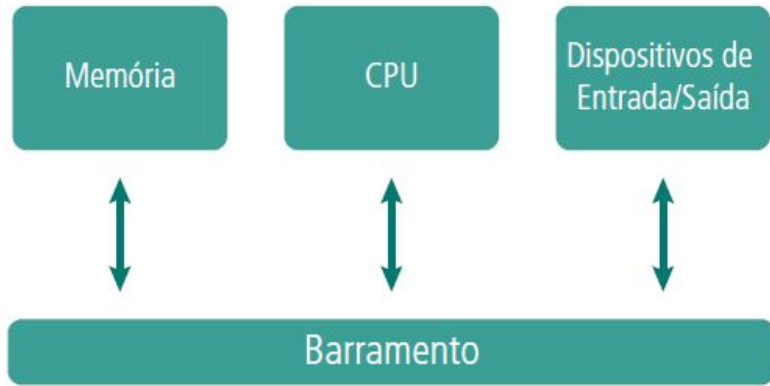 Memória
CPU
Dispositivos de
Entrada/Saída
Barramento